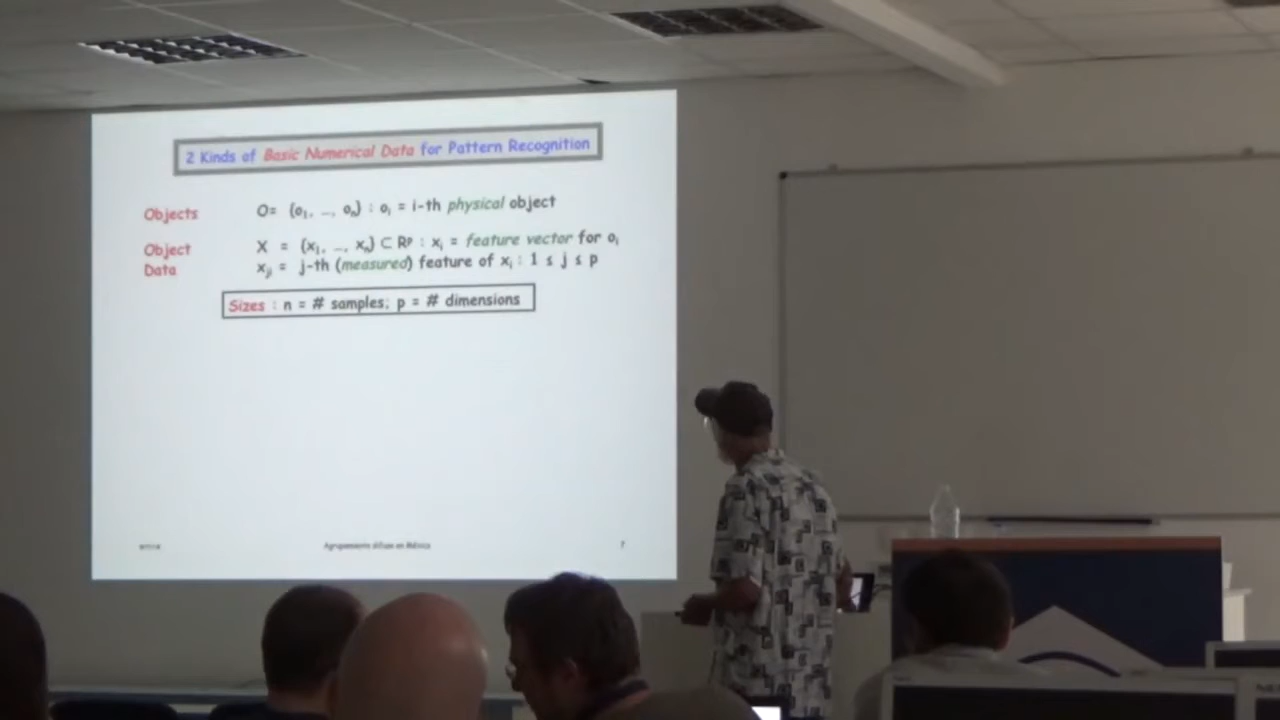 2 Kinds of Basic Numerical Data for Pattern Recognition
Objects O= {o₁, …, oₙ} : oᵢ = i-th physical object
Object X = {x₁, …, xₙ} ⊂ Rᵖ : xᵢ = feature vector for oᵢ
Data xⱼᵢ = j-th (measured) feature of xᵢ : 1 ≤ j ≤ p
Sizes : n = # samples; p = # dimensions
Agrupamiento difuso en México
7